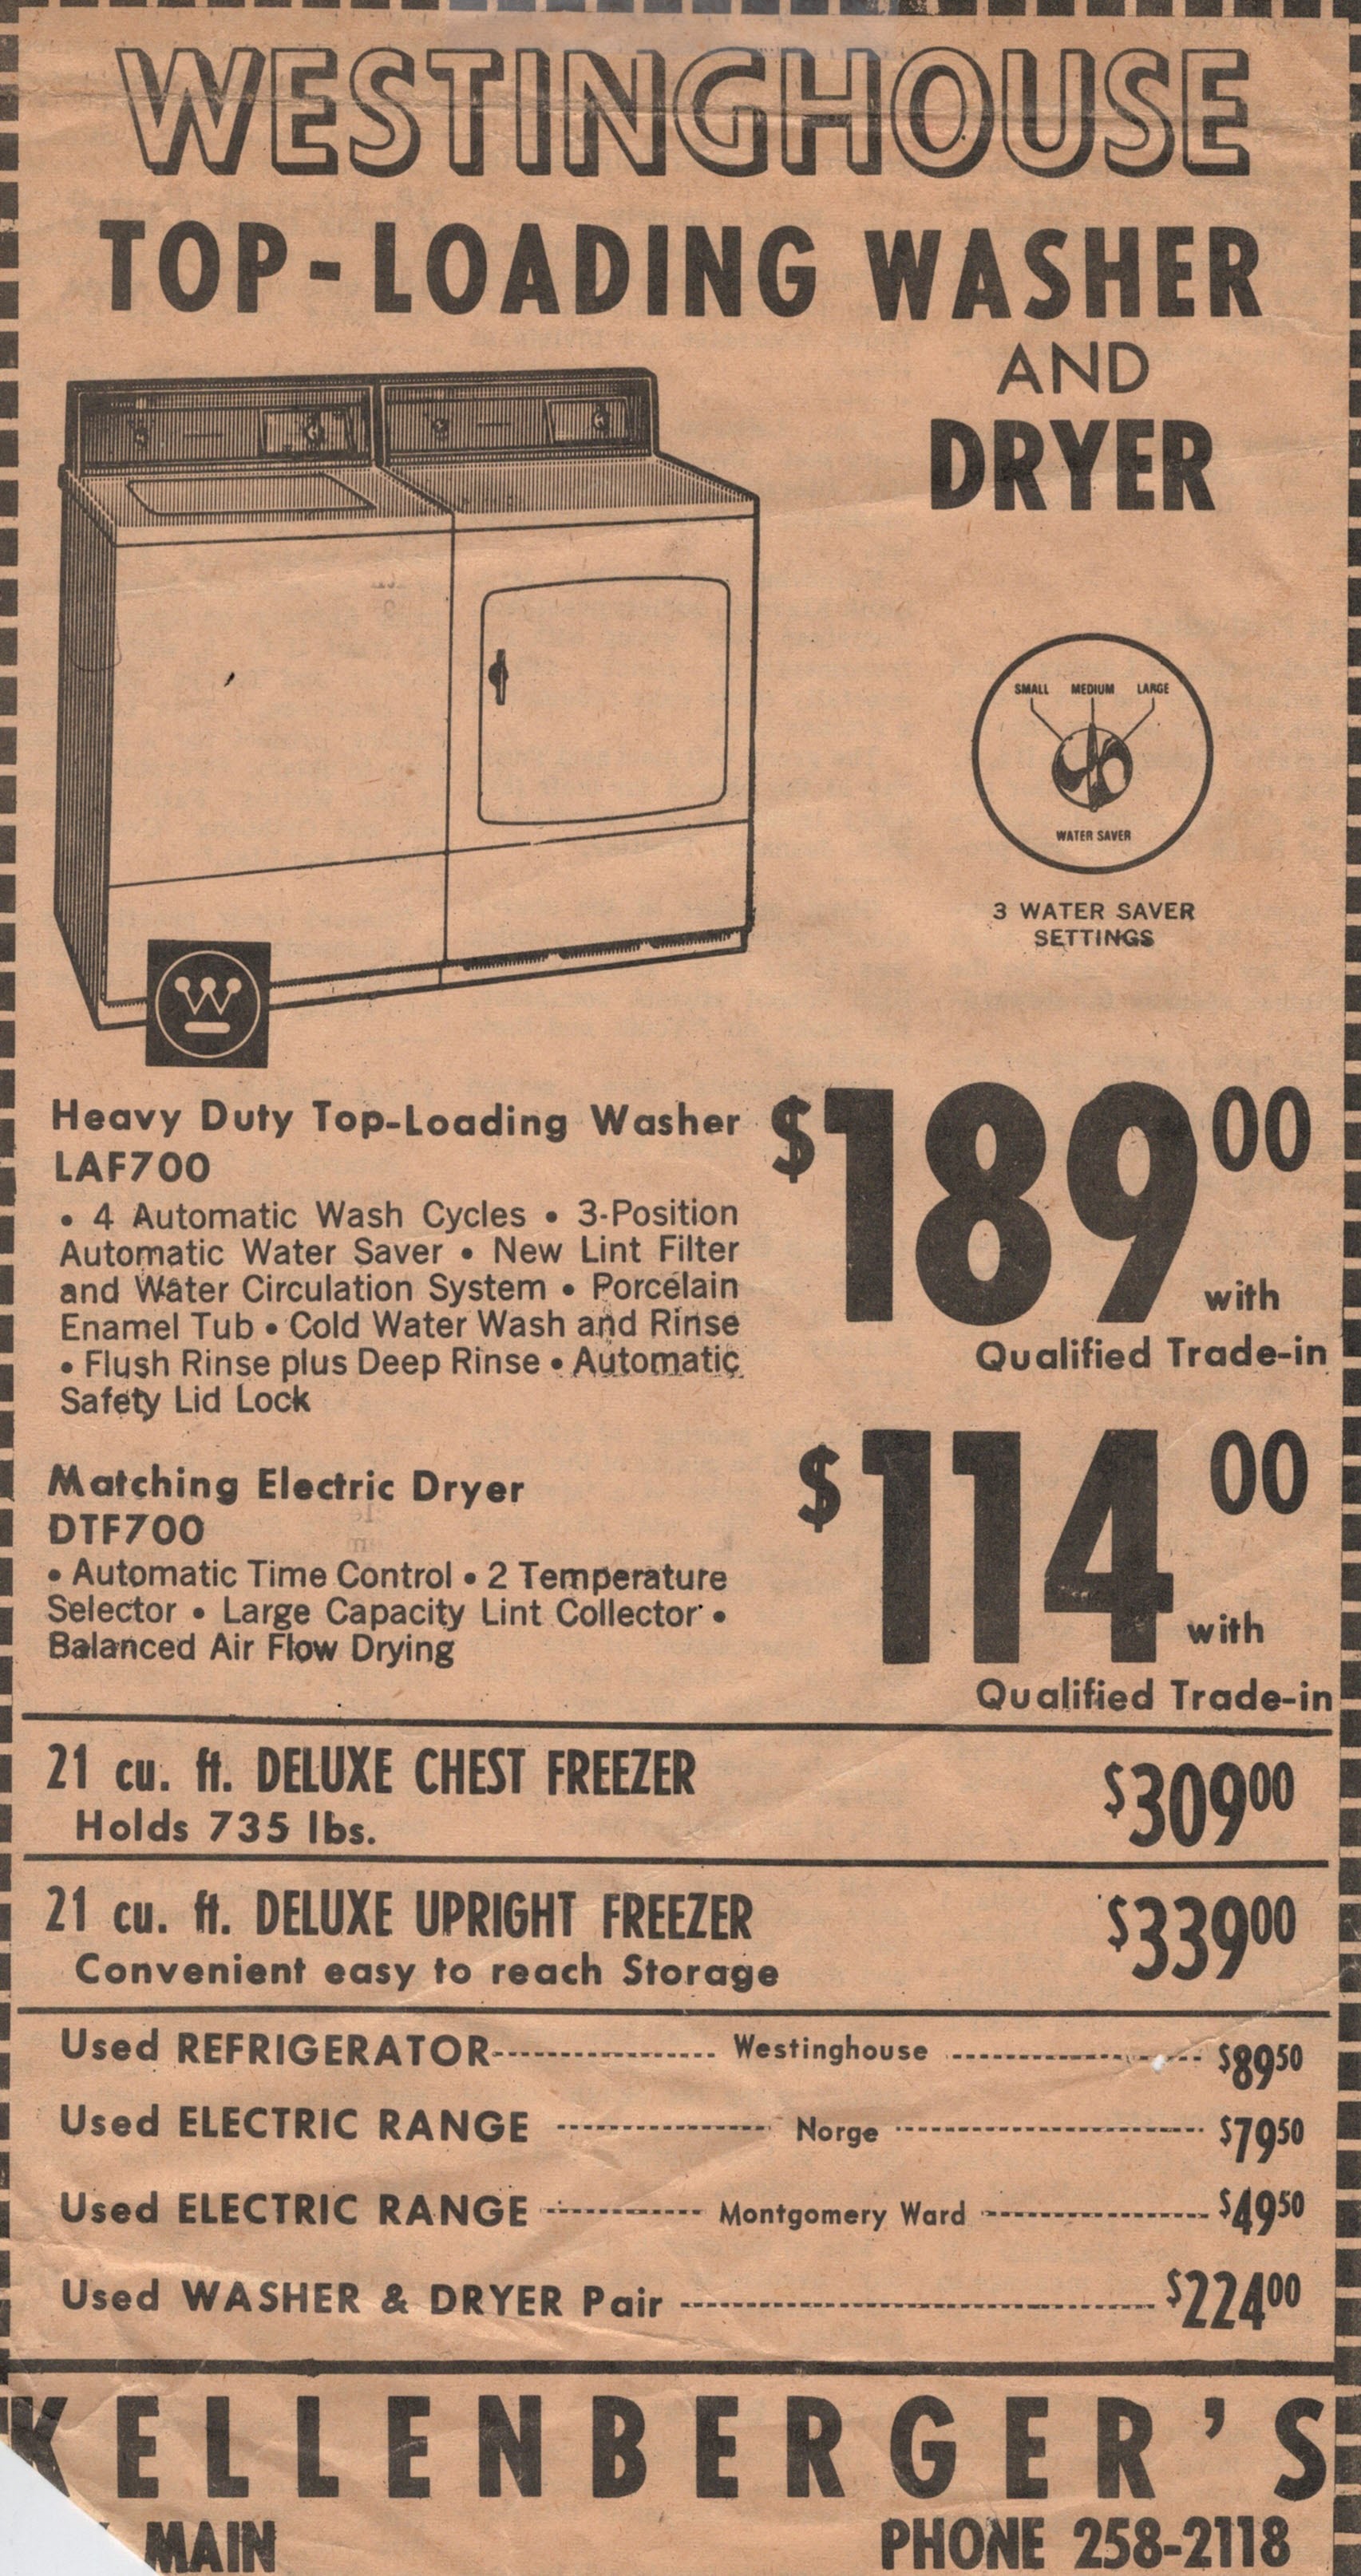 WESTINGHOUSE
TOP-LOADING WASHER
AND
DRYER
SMALL MEDIUM LARGE
WATER SAVER
3 WATER SAVER
SETTINGS
W
Heavy Duty Top-Loading Washer
LAF700
• 4 Automatic Wash Cycles • 3-Position
Automatic Water Saver • New Lint Filter
and Water Circulation System • Porcelain
Enamel Tub • Cold Water Wash and Rinse
• Flush Rinse plus Deep Rinse • Automatic
Safety Lid Lock
$189 00
with
Qualified Trade-in
Matching Electric Dryer
DTF700
• Automatic Time Control • 2 Temperature
Selector • Large Capacity Lint Collector •
Balanced Air Flow Drying
$114 00
with
Qualified Trade-in
21 cu. ft. DELUXE CHEST FREEZER $309 00
Holds 735 lbs.
21 cu. ft. DELUXE UPRIGHT FREEZER $339 00
Convenient easy to reach Storage
Used REFRIGERATOR ---------------- Westinghouse ---------------- $89 50
Used ELECTRIC RANGE ---------------- Norge ---------------- $79 50
Used ELECTRIC RANGE ---------------- Montgomery Ward ---------------- $49 50
Used WASHER & DRYER Pair ---------------- $224 00
KELLENBERGER'S
MAIN PHONE 258-2118